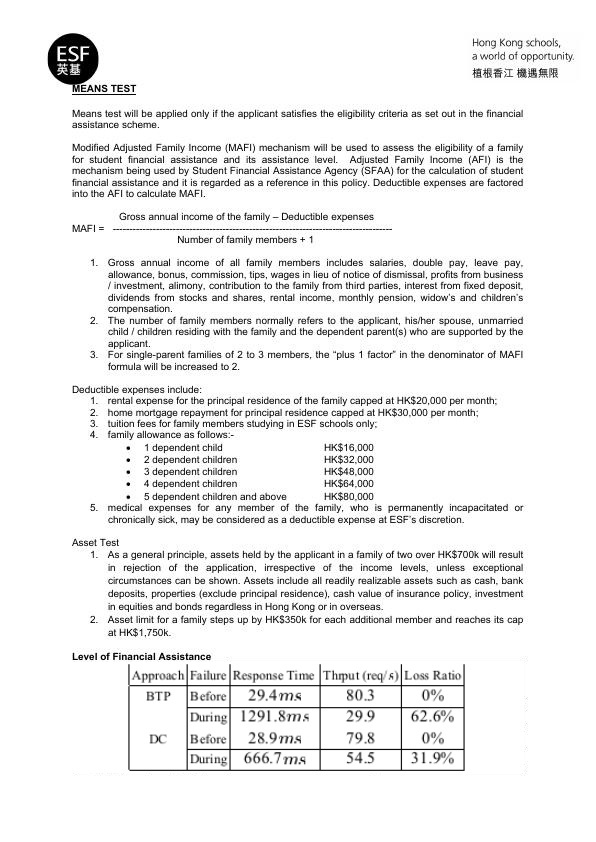 ESF
英基
Hong Kong schools,
a world of opportunity.
植根香江 機遇無限
MEANS TEST
Means test will be applied only if the applicant satisfies the eligibility criteria as set out in the financial
assistance scheme.
Modified Adjusted Family Income (MAFI) mechanism will be used to assess the eligibility of a family
for student financial assistance and its assistance level. Adjusted Family Income (AFI) is the
mechanism being used by Student Financial Assistance Agency (SFAA) for the calculation of student
financial assistance and it is regarded as a reference in this policy. Deductible expenses are factored
into the AFI to calculate MAFI.
Gross annual income of the family – Deductible expenses
MAFI = ------------------------------------------------------------------------------------
Number of family members + 1
1. Gross annual income of all family members includes salaries, double pay, leave pay,
allowance, bonus, commission, tips, wages in lieu of notice of dismissal, profits from business
/ investment, alimony, contribution to the family from third parties, interest from fixed deposit,
dividends from stocks and shares, rental income, monthly pension, widow's and children's
compensation.
2. The number of family members normally refers to the applicant, his/her spouse, unmarried
child / children residing with the family and the dependent parent(s) who are supported by the
applicant.
3. For single-parent families of 2 to 3 members, the "plus 1 factor" in the denominator of MAFI
formula will be increased to 2.
Deductible expenses include:
1. rental expense for the principal residence of the family capped at HK$20,000 per month;
2. home mortgage repayment for principal residence capped at HK$30,000 per month;
3. tuition fees for family members studying in ESF schools only;
4. family allowance as follows:-
• 1 dependent child HK$16,000
• 2 dependent children HK$32,000
• 3 dependent children HK$48,000
• 4 dependent children HK$64,000
• 5 dependent children and above HK$80,000
5. medical expenses for any member of the family, who is permanently incapacitated or
chronically sick, may be considered as a deductible expense at ESF's discretion.
Asset Test
1. As a general principle, assets held by the applicant in a family of two over HK$700k will result
in rejection of the application, irrespective of the income levels, unless exceptional
circumstances can be shown. Assets include all readily realizable assets such as cash, bank
deposits, properties (exclude principal residence), cash value of insurance policy, investment
in equities and bonds regardless in Hong Kong or in overseas.
2. Asset limit for a family steps up by HK$350k for each additional member and reaches its cap
at HK$1,750k.
Level of Financial Assistance
Approach Failure Response Time Thrput (req/s) Loss Ratio
BTP Before 29.4ms 80.3 0%
During 1291.8ms 29.9 62.6%
DC Before 28.9ms 79.8 0%
During 666.7ms 54.5 31.9%